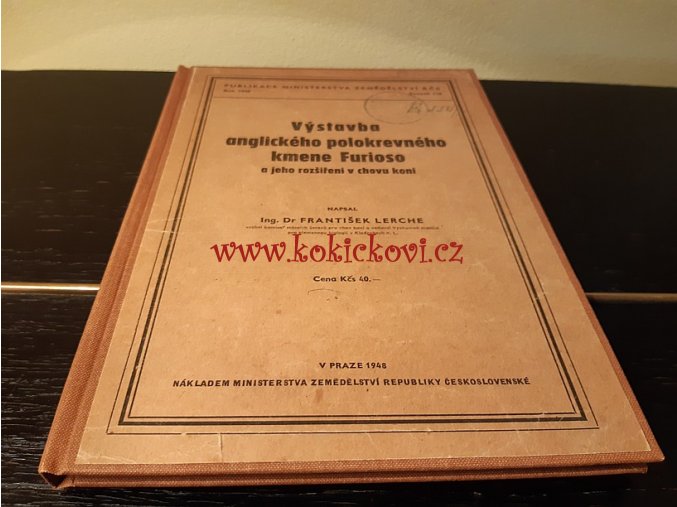 PUBLIKACE MINISTERSTVA ZEMĚDĚLSTVÍ RČS
Výstavba
anglického polokrevného
kmene Furioso
a jeho rozšíření v chovu koní
NAPSAL
Ing. Dr FRANTIŠEK LERCHE
www.kokickovi.cz
Cena Kčs 40.—
V PRAZE 1948
NÁKLADEM MINISTERSTVA ZEMĚDĚLSTVÍ REPUBLIKY ČESKOSLOVENSKÉ